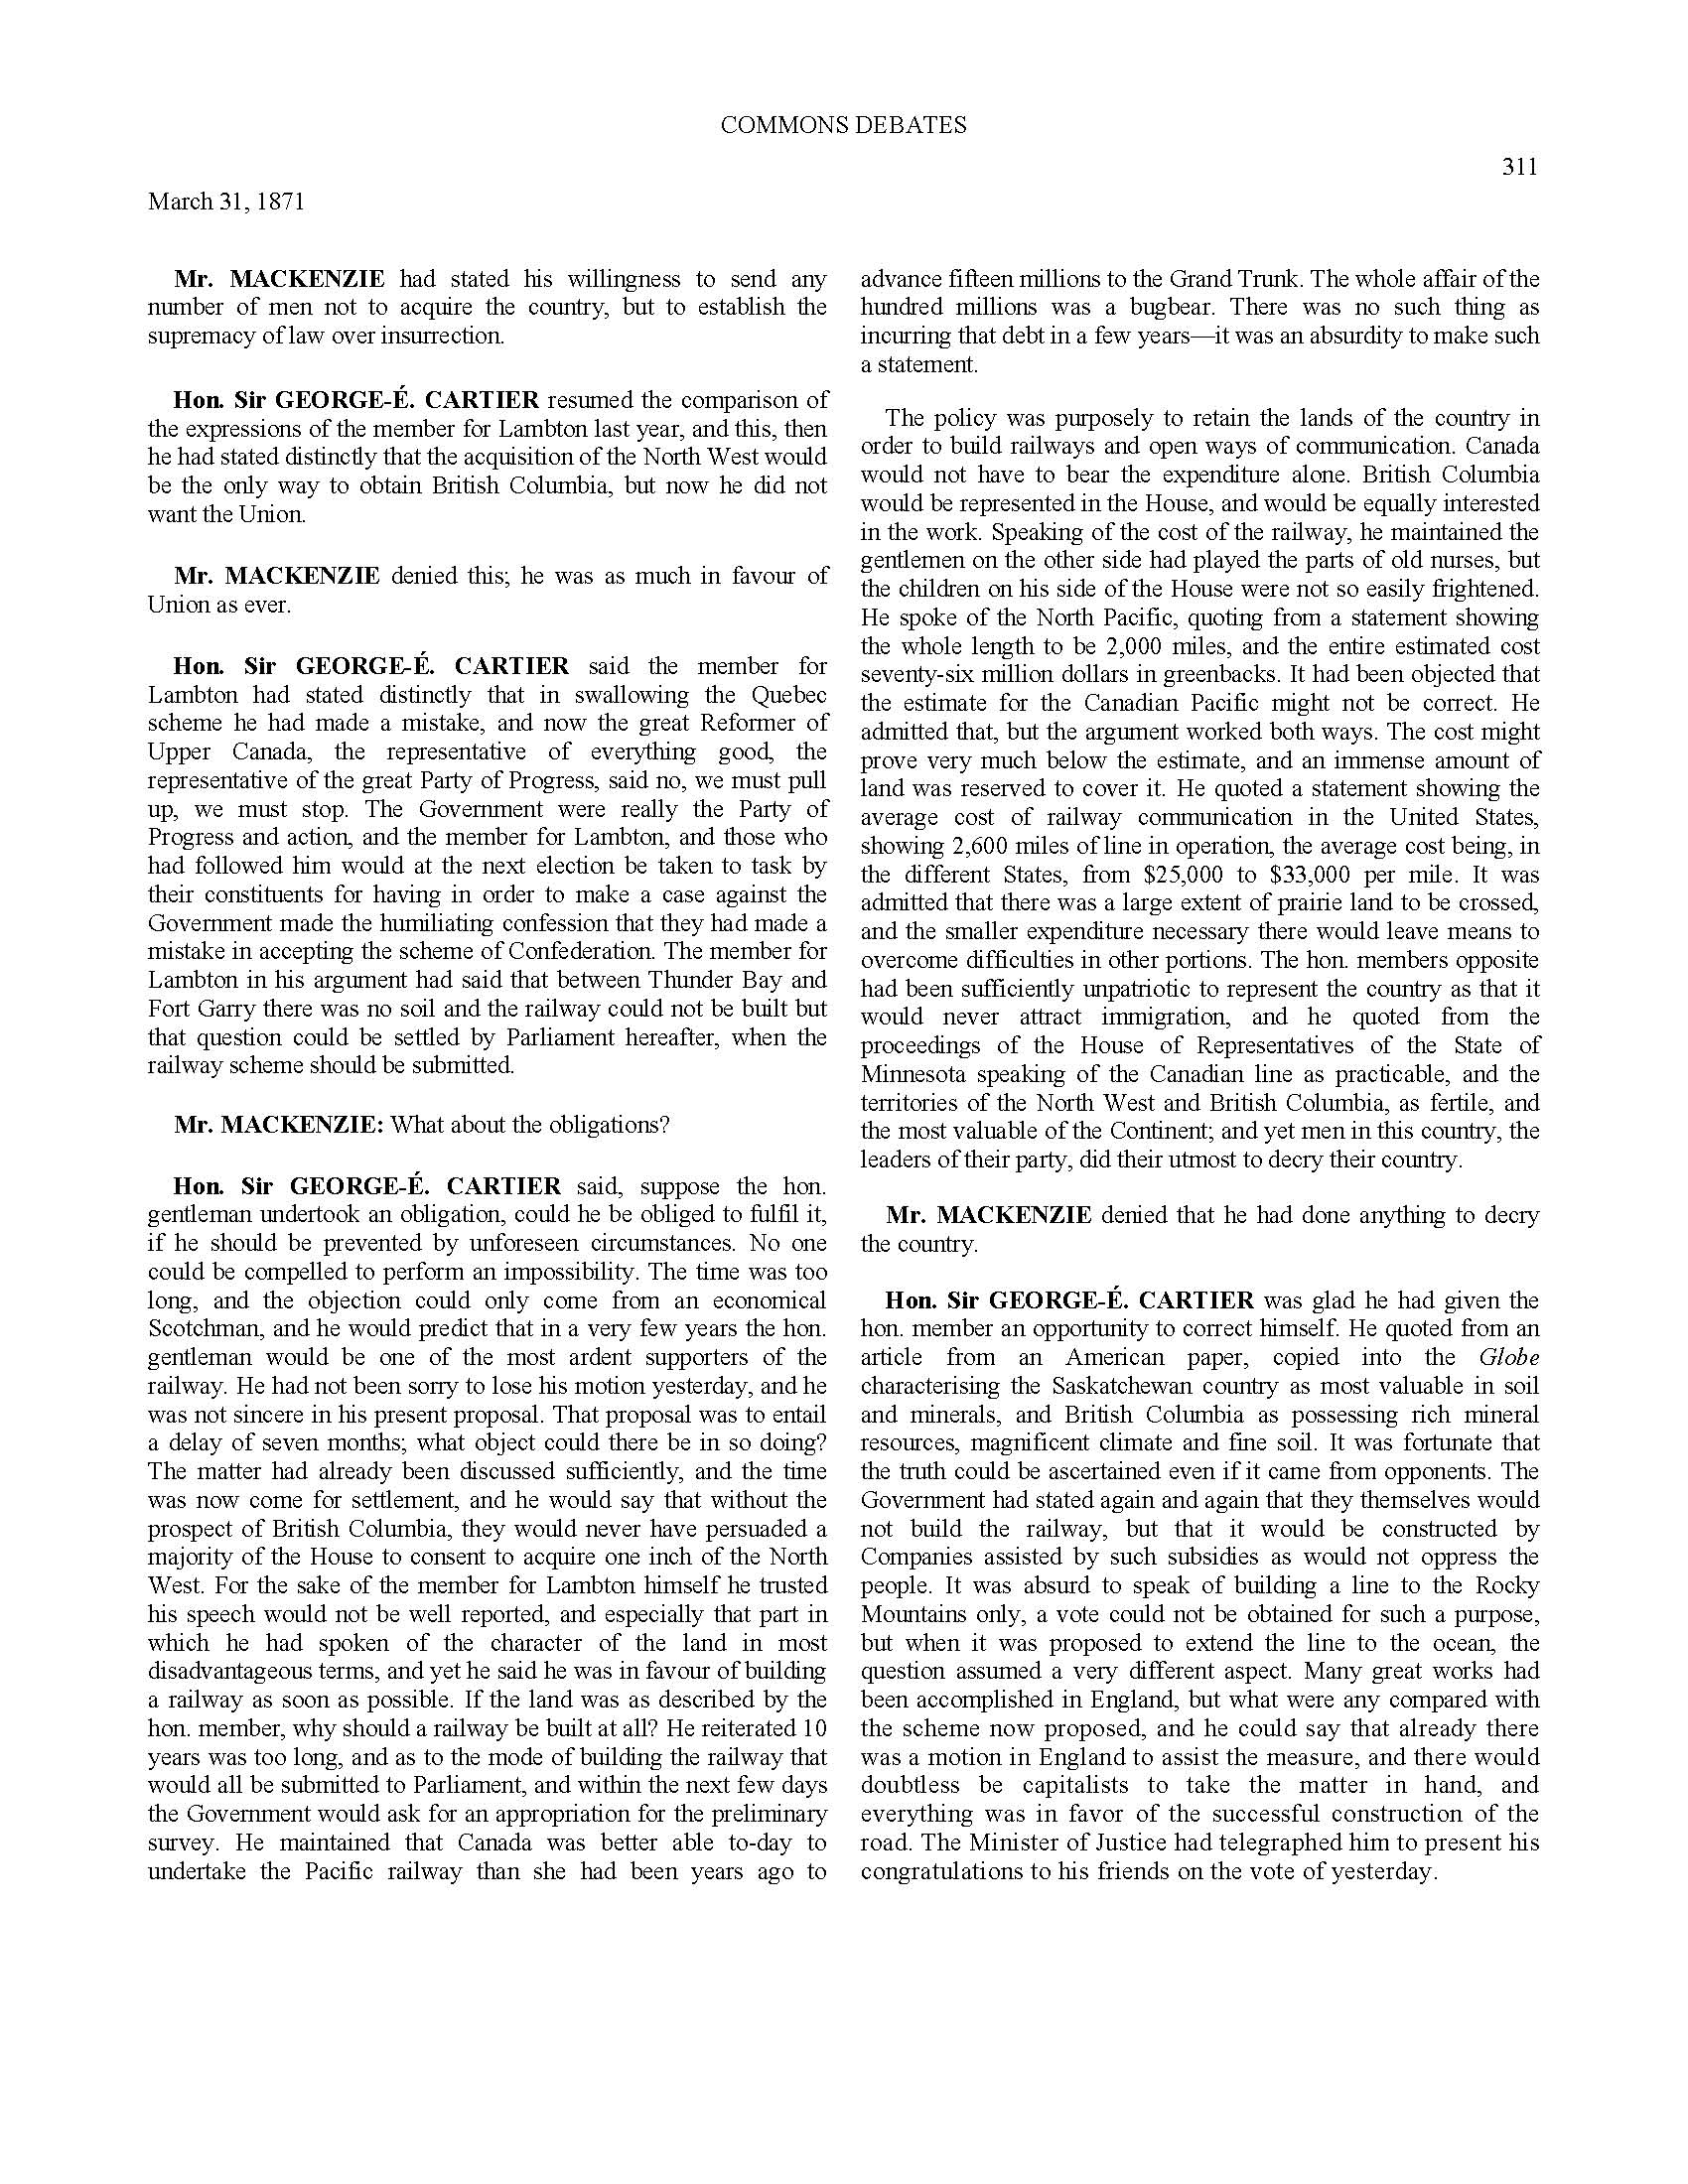 COMMONS DEBATES
311
March 31, 1871
Mr. MACKENZIE had stated his willingness to send any
number of men not to acquire the country, but to establish the
supremacy of law over insurrection.
Hon. Sir GEORGE-É. CARTIER resumed the comparison of
the expressions of the member for Lambton last year, and this, then
he had stated distinctly that the acquisition of the North West would
be the only way to obtain British Columbia, but now he did not
want the Union.
Mr. MACKENZIE denied this; he was as much in favour of
Union as ever.
Hon. Sir GEORGE-É. CARTIER said the member for
Lambton had stated distinctly that in swallowing the Quebec
scheme he had made a mistake, and now the great Reformer of
Upper Canada, the representative of everything good, the
representative of the great Party of Progress, said no, we must pull
up, we must stop. The Government were really the Party of
Progress and action, and the member for Lambton, and those who
had followed him would at the next election be taken to task by
their constituents for having in order to make a case against the
Government made the humiliating confession that they had made a
mistake in accepting the scheme of Confederation. The member for
Lambton in his argument had said that between Thunder Bay and
Fort Garry there was no soil and the railway could not be built but
that question could be settled by Parliament hereafter, when the
railway scheme should be submitted.
Mr. MACKENZIE: What about the obligations?
Hon. Sir GEORGE-É. CARTIER said, suppose the hon.
gentleman undertook an obligation, could he be obliged to fulfil it,
if he should be prevented by unforeseen circumstances. No one
could be compelled to perform an impossibility. The time was too
long, and the objection could only come from an economical
Scotchman, and he would predict that in a very few years the hon.
gentleman would be one of the most ardent supporters of the
railway. He had not been sorry to lose his motion yesterday, and he
was not sincere in his present proposal. That proposal was to entail
a delay of seven months; what object could there be in so doing?
The matter had already been discussed sufficiently, and the time
was now come for settlement, and he would say that without the
prospect of British Columbia, they would never have persuaded a
majority of the House to consent to acquire one inch of the North
West. For the sake of the member for Lambton himself he trusted
his speech would not be well reported, and especially that part in
which he had spoken of the character of the land in most
disadvantageous terms, and yet he said he was in favour of building
a railway as soon as possible. If the land was as described by the
hon. member, why should a railway be built at all? He reiterated 10
years was too long, and as to the mode of building the railway that
would all be submitted to Parliament, and within the next few days
the Government would ask for an appropriation for the preliminary
survey. He maintained that Canada was better able to-day to
undertake the Pacific railway than she had been years ago to
advance fifteen millions to the Grand Trunk. The whole affair of the
hundred millions was a bugbear. There was no such thing as
incurring that debt in a few years—it was an absurdity to make such
a statement.
The policy was purposely to retain the lands of the country in
order to build railways and open ways of communication. Canada
would not have to bear the expenditure alone. British Columbia
would be represented in the House, and would be equally interested
in the work. Speaking of the cost of the railway, he maintained the
gentlemen on the other side had played the parts of old nurses, but
the children on his side of the House were not so easily frightened.
He spoke of the North Pacific, quoting from a statement showing
the whole length to be 2,000 miles, and the entire estimated cost
seventy-six million dollars in greenbacks. It had been objected that
the estimate for the Canadian Pacific might not be correct. He
admitted that, but the argument worked both ways. The cost might
prove very much below the estimate, and an immense amount of
land was reserved to cover it. He quoted a statement showing the
average cost of railway communication in the United States,
showing 2,600 miles of line in operation, the average cost being, in
the different States, from $25,000 to $33,000 per mile. It was
admitted that there was a large extent of prairie land to be crossed,
and the smaller expenditure necessary there would leave means to
overcome difficulties in other portions. The hon. members opposite
had been sufficiently unpatriotic to represent the country as that it
would never attract immigration, and he quoted from the
proceedings of the House of Representatives of the State of
Minnesota speaking of the Canadian line as practicable, and the
territories of the North West and British Columbia, as fertile, and
the most valuable of the Continent; and yet men in this country, the
leaders of their party, did their utmost to decry their country.
Mr. MACKENZIE denied that he had done anything to decry
the country.
Hon. Sir GEORGE-É. CARTIER was glad he had given the
hon. member an opportunity to correct himself. He quoted from an
article from an American paper, copied into the Globe
characterising the Saskatchewan country as most valuable in soil
and minerals, and British Columbia as possessing rich mineral
resources, magnificent climate and fine soil. It was fortunate that
the truth could be ascertained even if it came from opponents. The
Government had stated again and again that they themselves would
not build the railway, but that it would be constructed by
Companies assisted by such subsidies as would not oppress the
people. It was absurd to speak of building a line to the Rocky
Mountains only, a vote could not be obtained for such a purpose,
but when it was proposed to extend the line to the ocean, the
question assumed a very different aspect. Many great works had
been accomplished in England, but what were any compared with
the scheme now proposed, and he could say that already there
was a motion in England to assist the measure, and there would
doubtless be capitalists to take the matter in hand, and
everything was in favor of the successful construction of the
road. The Minister of Justice had telegraphed him to present his
congratulations to his friends on the vote of yesterday.